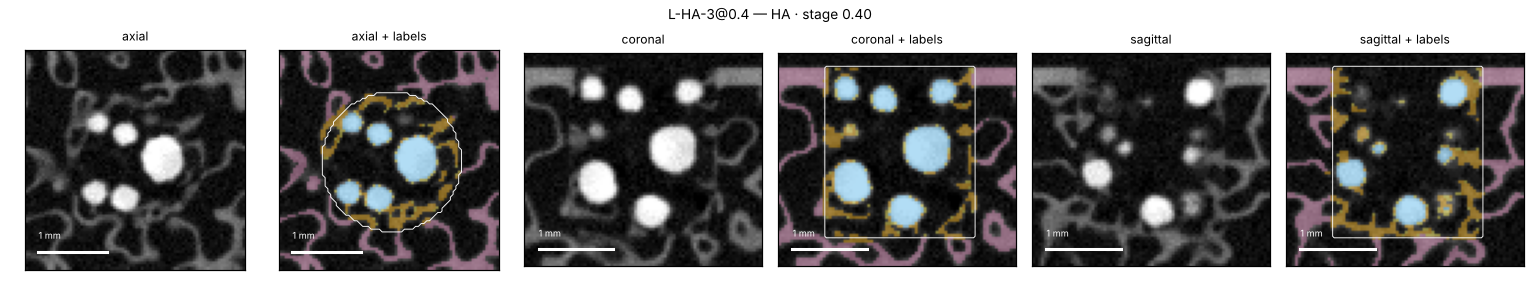 L-HA-3@0.4 — HA · stage 0.40
axial
axial + labels
coronal
coronal + labels
sagittal
sagittal + labels
1 mm
1 mm
1 mm
1 mm
1 mm
1 mm